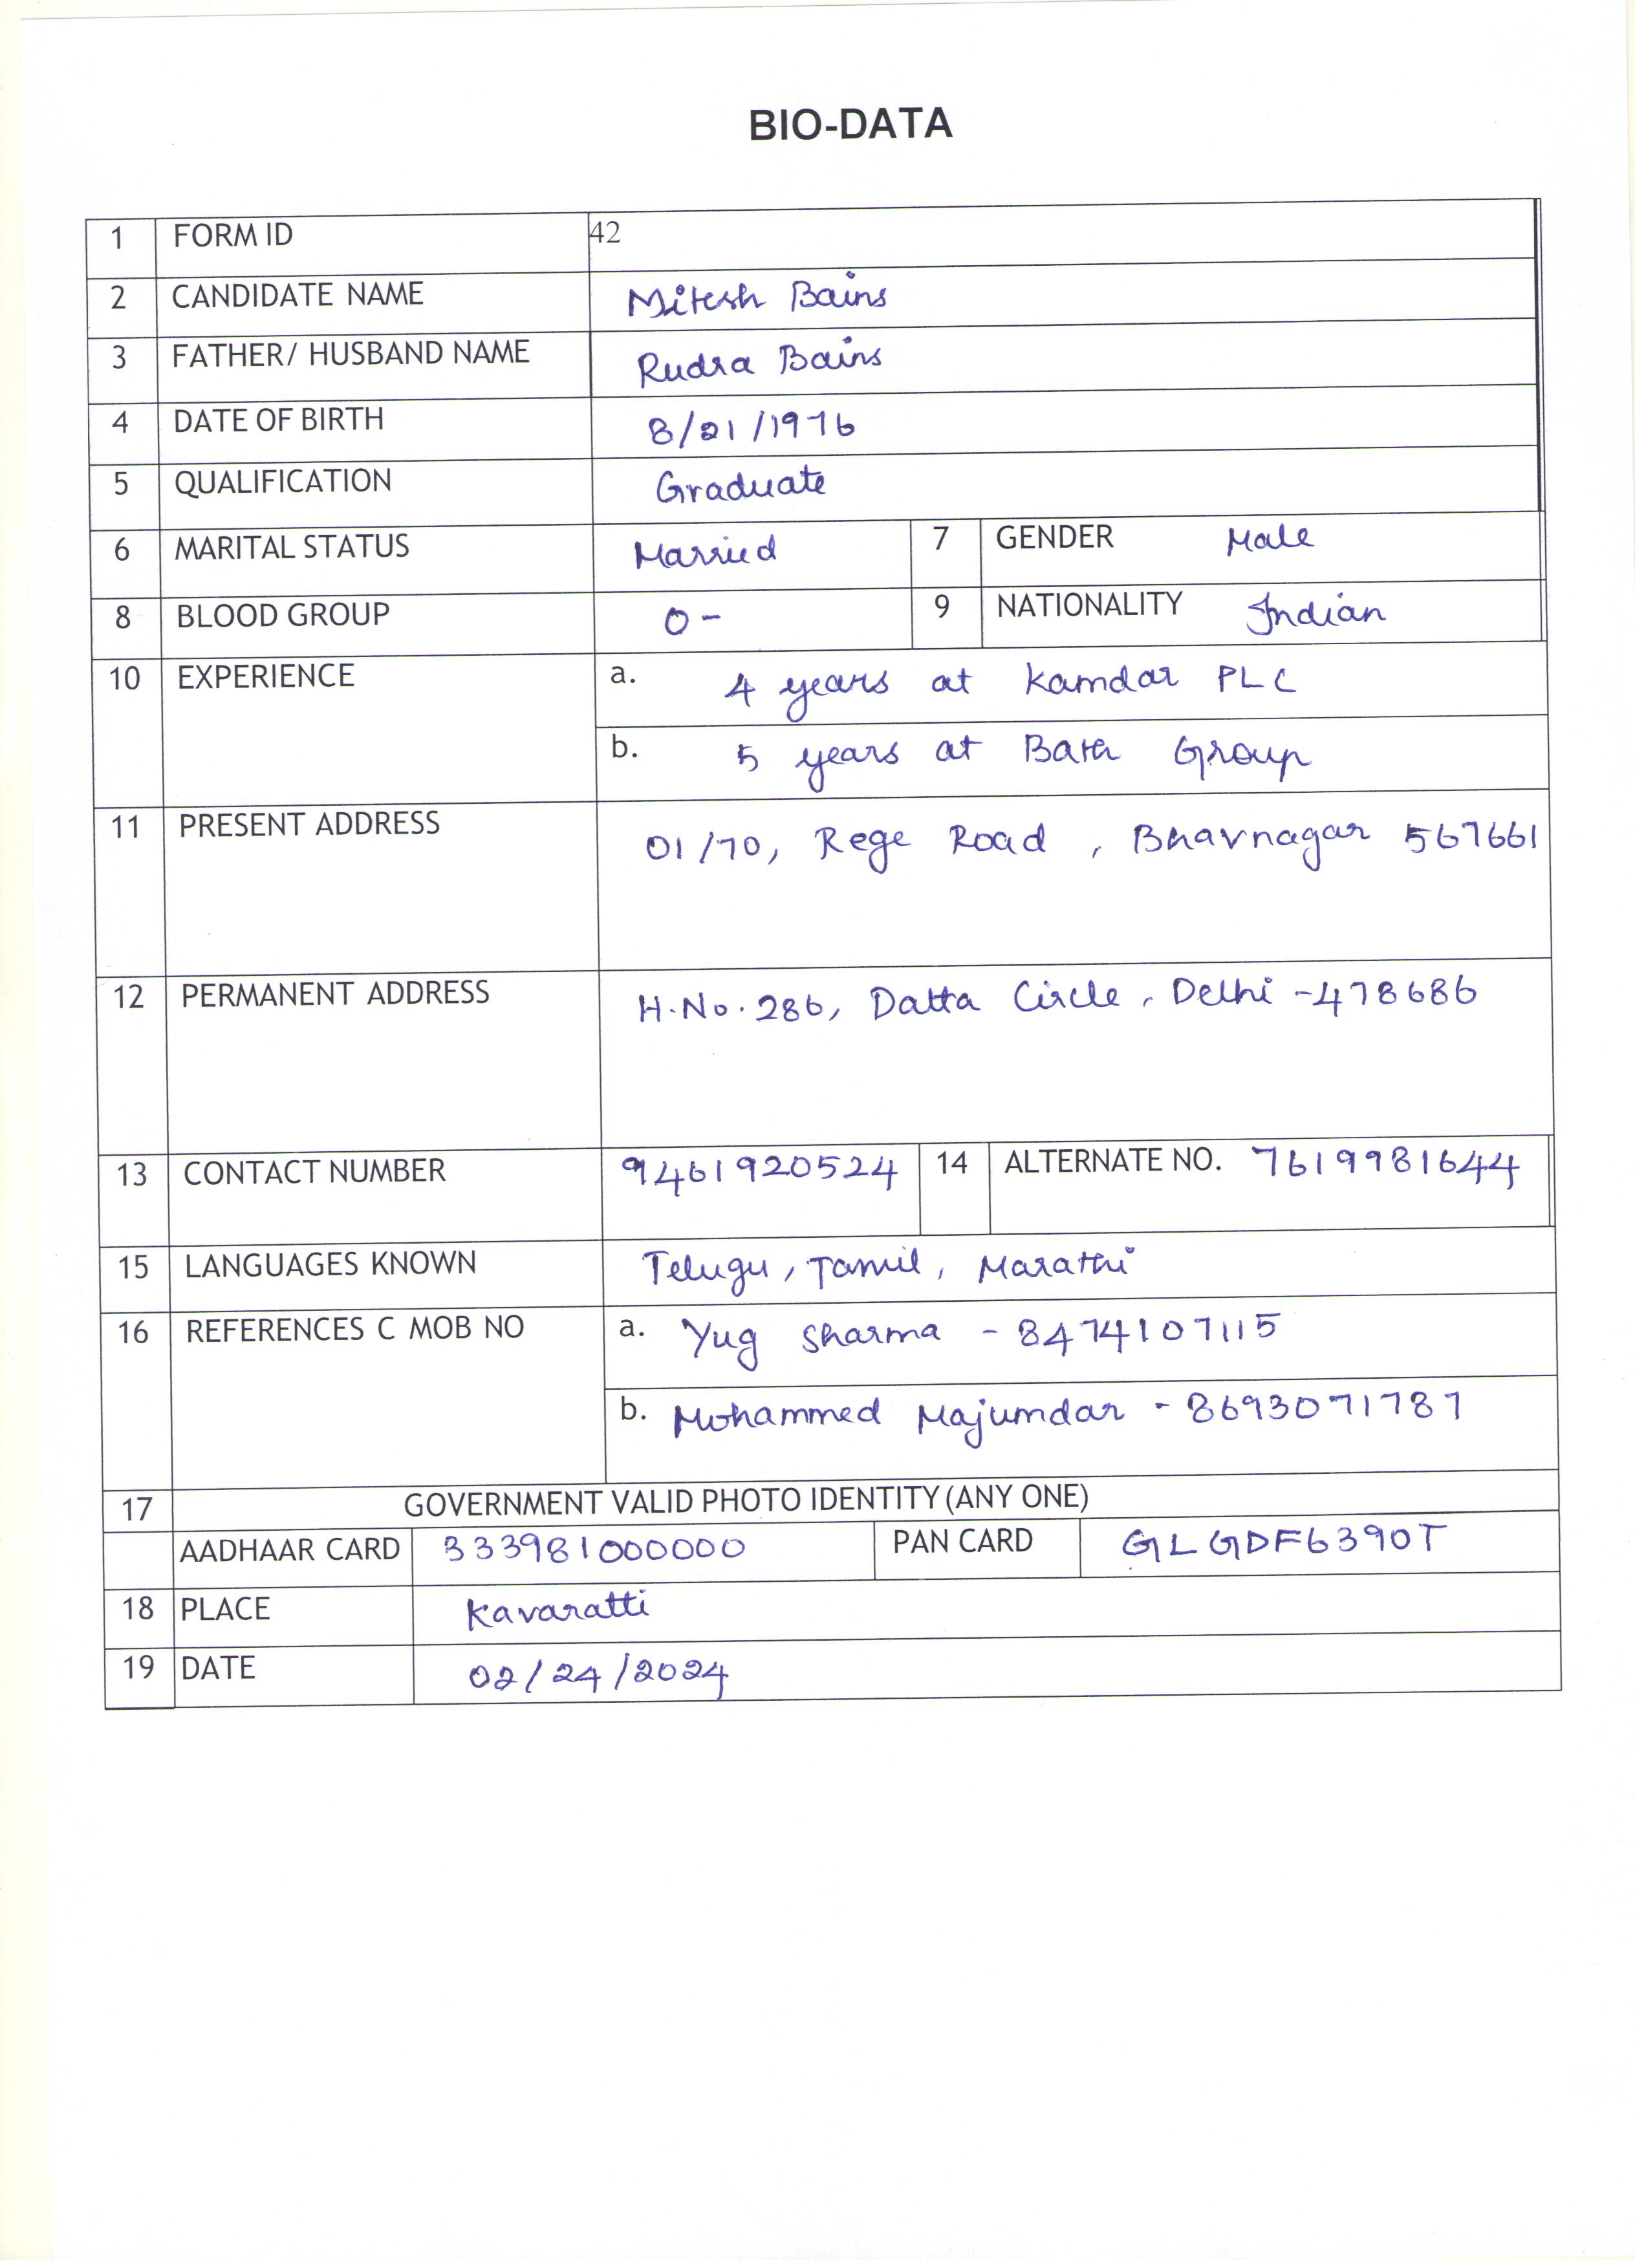 BIO-DATA
1 FORM ID 42
2 CANDIDATE NAME Mitesh Bains
3 FATHER/ HUSBAND NAME Rudra Bains
4 DATE OF BIRTH 8/21/1976
5 QUALIFICATION Graduate
6 MARITAL STATUS Married 7 GENDER Male
8 BLOOD GROUP O- 9 NATIONALITY Indian
10 EXPERIENCE a. 4 years at Kamdar PLC
b. 5 years at Bath Group
11 PRESENT ADDRESS 01/70, Rege Road, Bhavnagar 567661
12 PERMANENT ADDRESS H.No. 286, Datta Circle, Delhi -478686
13 CONTACT NUMBER 9461920524 14 ALTERNATE NO. 7619981644
15 LANGUAGES KNOWN Telugu, Tamil, Marathi
16 REFERENCES C MOB NO a. Yug Sharma - 8474107115
b. Mohammed Majumdar - 8693071787
17 GOVERNMENT VALID PHOTO IDENTITY (ANY ONE)
AADHAAR CARD 333981000000 PAN CARD GLGDF6390T
18 PLACE Kavaratti
19 DATE 02/24/2024